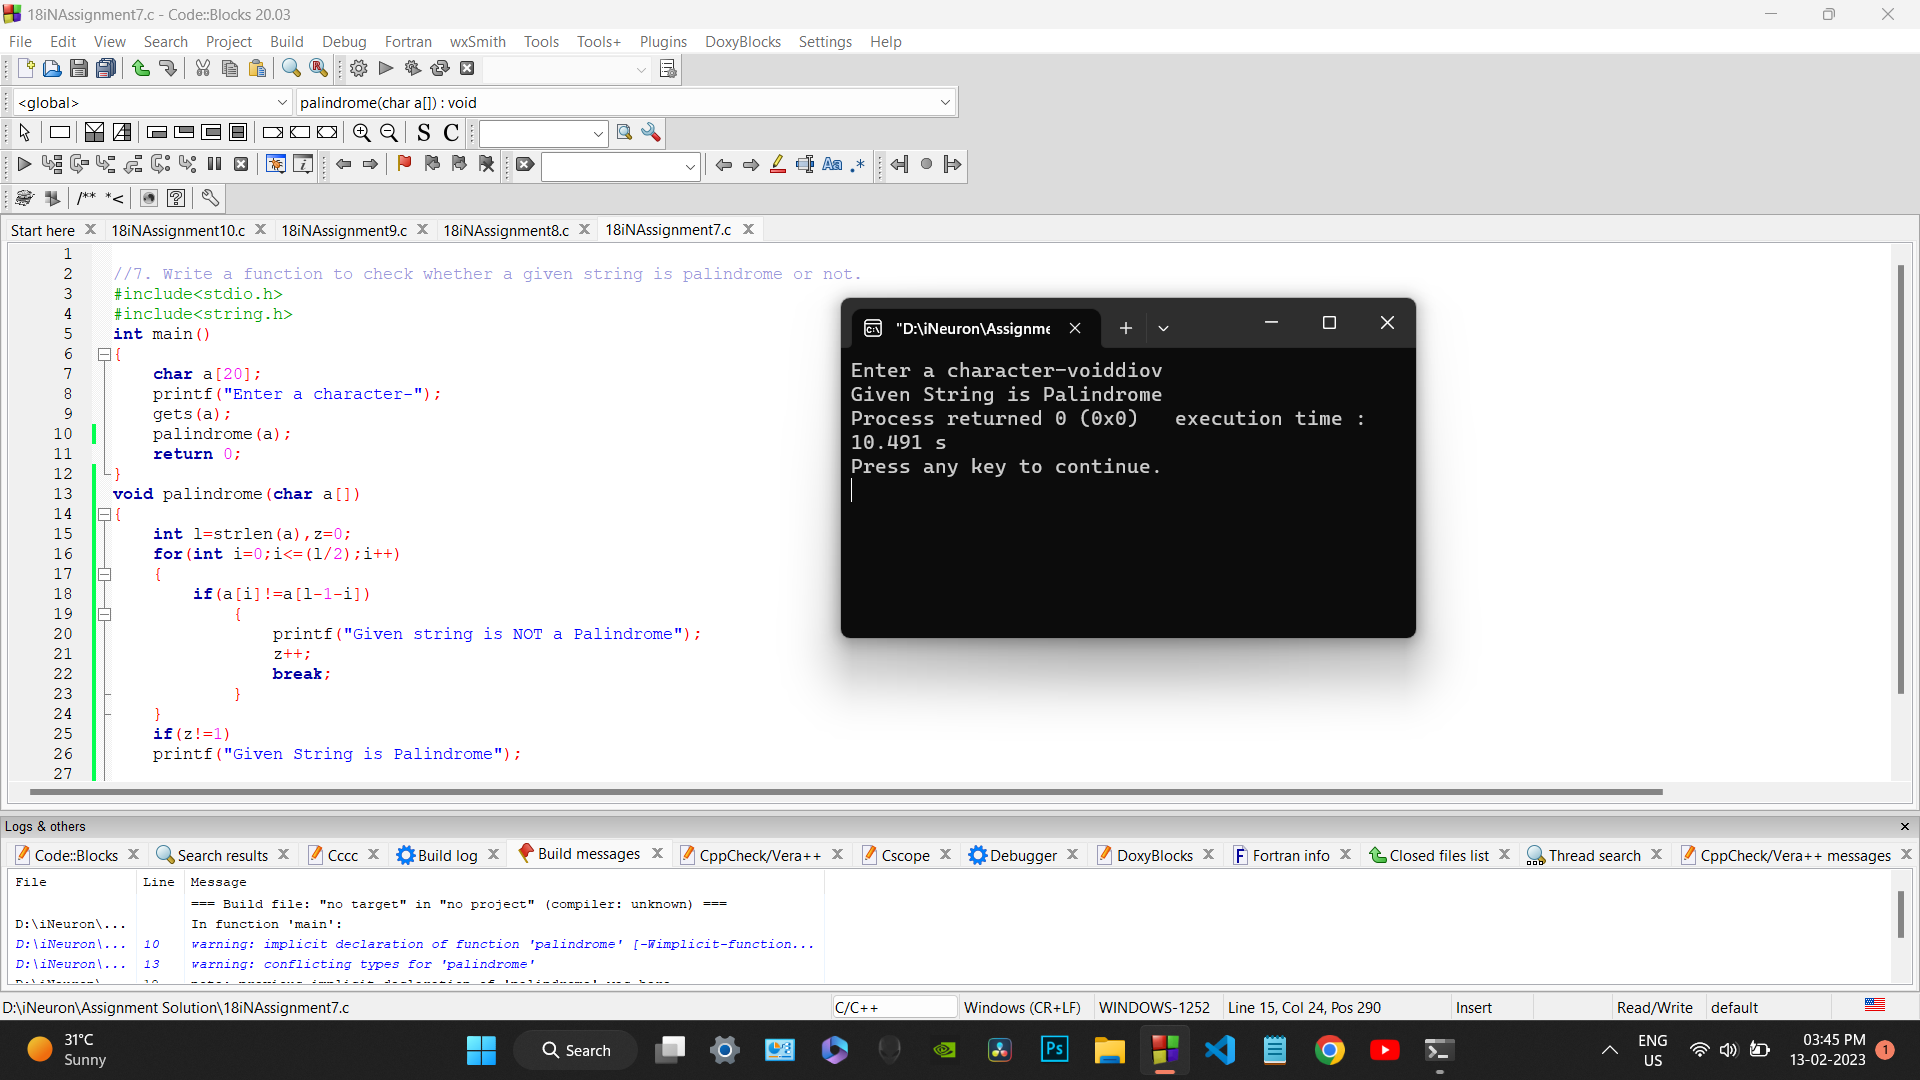 18iNAssignment7.c - Code::Blocks 20.03
File Edit View Search Project Build Debug Fortran wxSmith Tools Tools+ Plugins DoxyBlocks Settings Help
<global> palindrome(char a[]) : void
S C
Aa .*
/** *<
Start here 18iNAssignment10.c 18iNAssignment9.c 18iNAssignment8.c 18iNAssignment7.c
1
2 //7. Write a function to check whether a given string is palindrome or not.
3 #include<stdio.h>
4 #include<string.h>
5 int main()
6 {
7 char a[20];
8 printf("Enter a character-");
9 gets(a);
10 palindrome(a);
11 return 0;
12 }
13 void palindrome(char a[])
14 {
15 int l=strlen(a),z=0;
16 for(int i=0;i<=(l/2);i++)
17 {
18 if(a[i]!=a[l-1-i])
19 {
20 printf("Given string is NOT a Palindrome");
21 z++;
22 break;
23 }
24 }
25 if(z!=1)
26 printf("Given String is Palindrome");
27
"D:\iNeuron\Assignme
Enter a character-voiddiov
Given String is Palindrome
Process returned 0 (0x0) execution time :
10.491 s
Press any key to continue.
Logs & others
Code::Blocks Search results Cccc Build log Build messages CppCheck/Vera++ Cscope Debugger DoxyBlocks Fortran info Closed files list Thread search CppCheck/Vera++ messages
File Line Message
=== Build file: "no target" in "no project" (compiler: unknown) ===
D:\iNeuron\... In function 'main':
D:\iNeuron\... 10 warning: implicit declaration of function 'palindrome' [-Wimplicit-function...
D:\iNeuron\... 13 warning: conflicting types for 'palindrome'
D:\iNeuron\Assignment Solution\18iNAssignment7.c C/C++ Windows (CR+LF) WINDOWS-1252 Line 15, Col 24, Pos 290 Insert Read/Write default
31°C
Sunny
Search
Ps
ENG
US
03:45 PM
13-02-2023
1